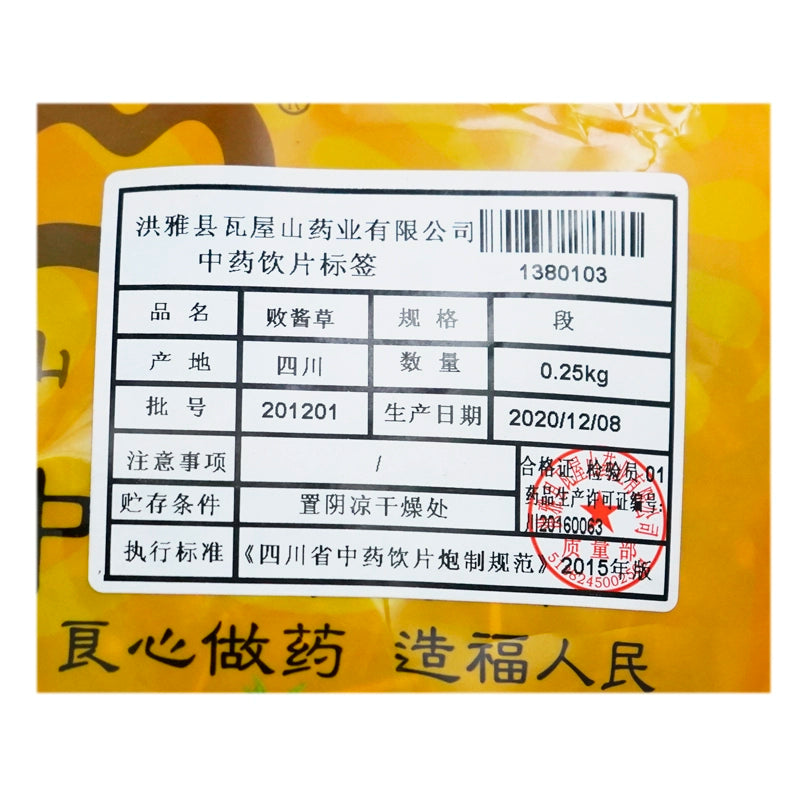 ®
洪雅县瓦屋山药业有限公司
中药饮片标签
1380103
品 名 败酱草 规 格 段
产 地 四川 数 量 0.25kg
批 号 201201 生产日期 2020/12/08
注意事项 /
合格证 检验员 01
药品生产许可证编号:
川20160063
贮存条件 置阴凉干燥处
执行标准 《四川省中药饮片炮制规范》 2015年版
质量部
良心做药 造福人民